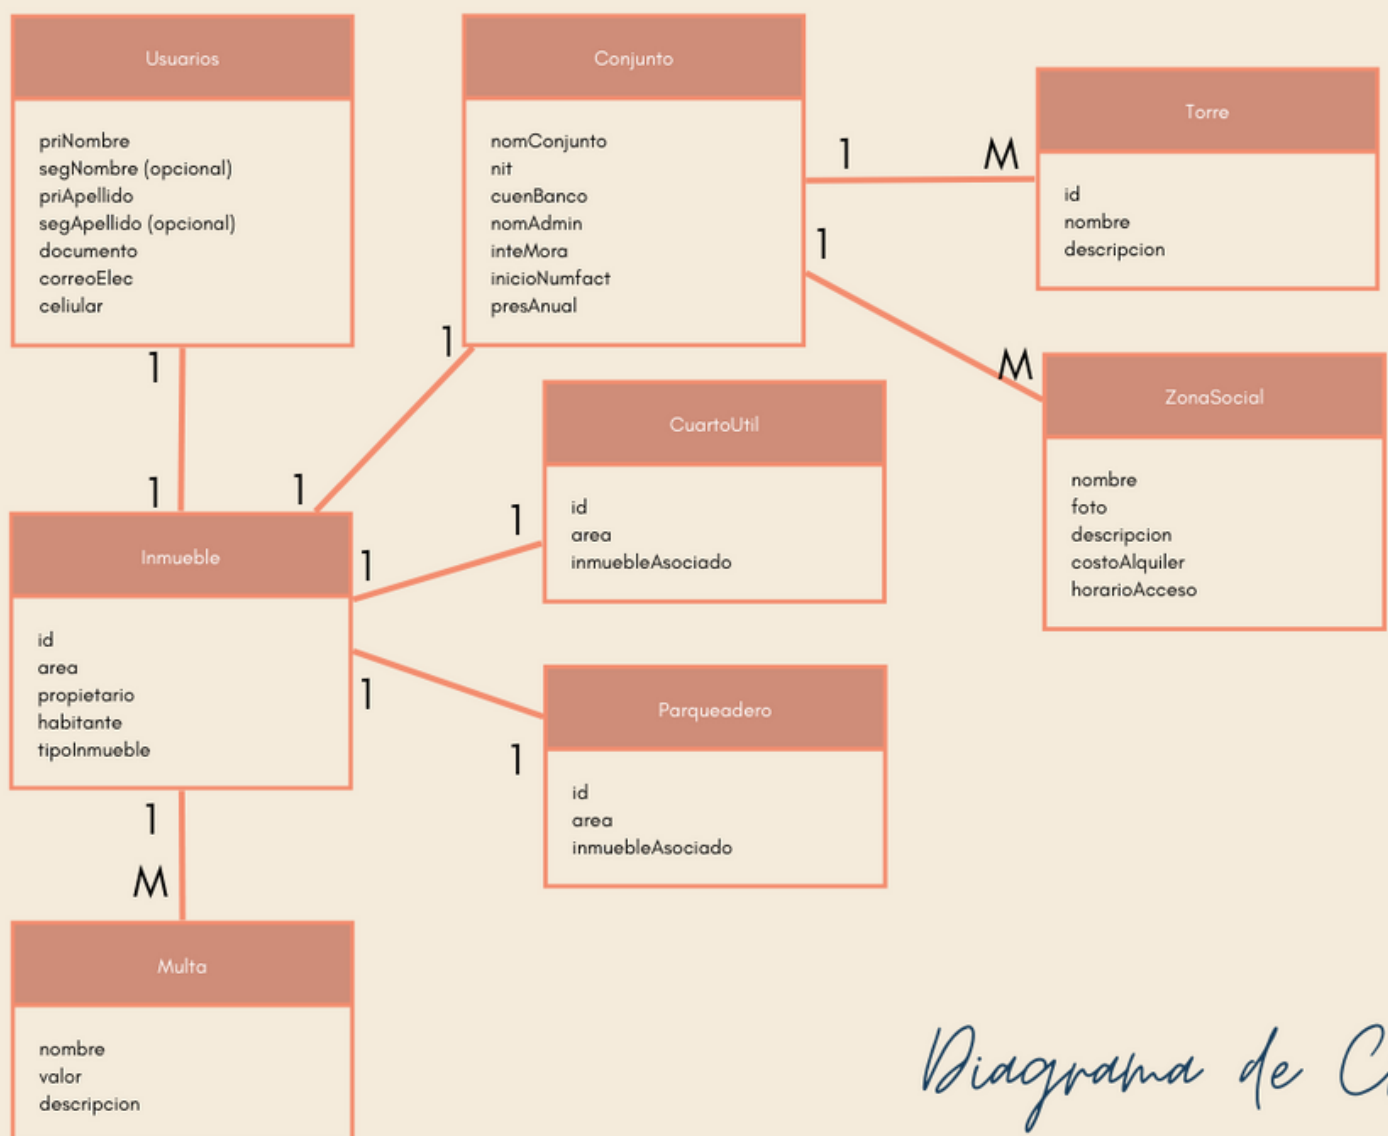 Usuarios
priNombre
segNombre (opcional)
priApellido
segApellido (opcional)
documento
correoElec
celiular
1
1
Conjunto
nomConjunto
nit
cuenBanco
nomAdmin
inteMora
inicioNumfact
presAnual
1
M
1
M
1
1
Torre
id
nombre
descripcion
ZonaSocial
nombre
foto
descripcion
costoAlquiler
horarioAcceso
CuartoUtil
id
area
inmuebleAsociado
1
1
Inmueble
id
area
propietario
habitante
tipoInmueble
1
1
Parqueadero
id
area
inmuebleAsociado
1
M
Multa
nombre
valor
descripcion
Diagrama de